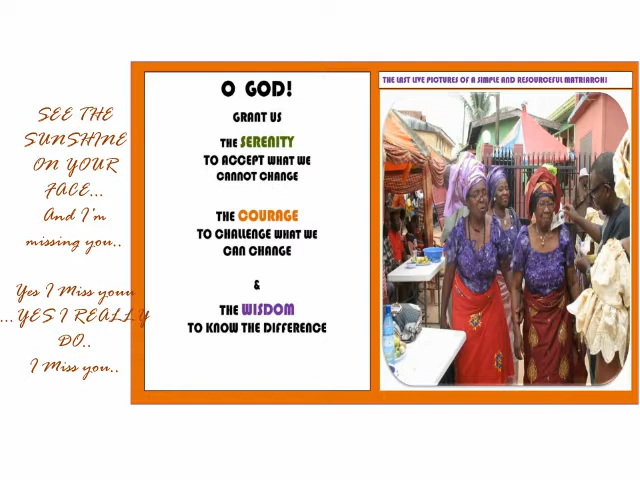 SEE THE
SUNSHINE
ON YOUR
FACE...
And I'm
missing you..
Yes I Miss youu
...YES I REALLY
DO..
I Miss you..
O GOD!
GRANT US
THE SERENITY
TO ACCEPT WHAT WE
CANNOT CHANGE
THE COURAGE
TO CHALLENGE WHAT WE
CAN CHANGE
&
THE WISDOM
TO KNOW THE DIFFERENCE
THE LAST LIVE PICTURES OF A SIMPLE AND RESOURCEFUL MATRIARCH!